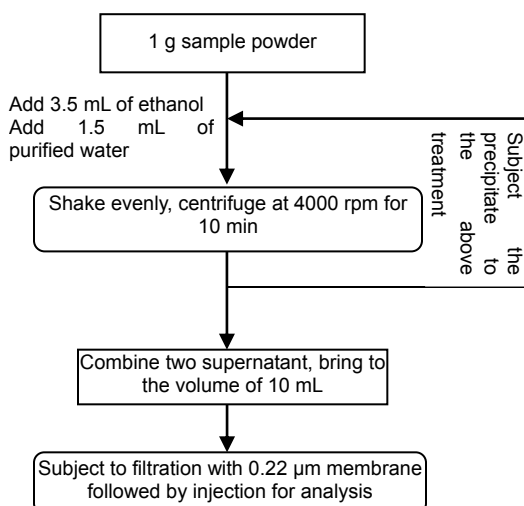 1 g sample powder
Add 3.5 mL of ethanol
Add 1.5 mL of
purified water
Subject the
precipitate to
the above
treatment
Shake evenly, centrifuge at 4000 rpm for
10 min
Combine two supernatant, bring to
the volume of 10 mL
Subject to filtration with 0.22 μm membrane
followed by injection for analysis